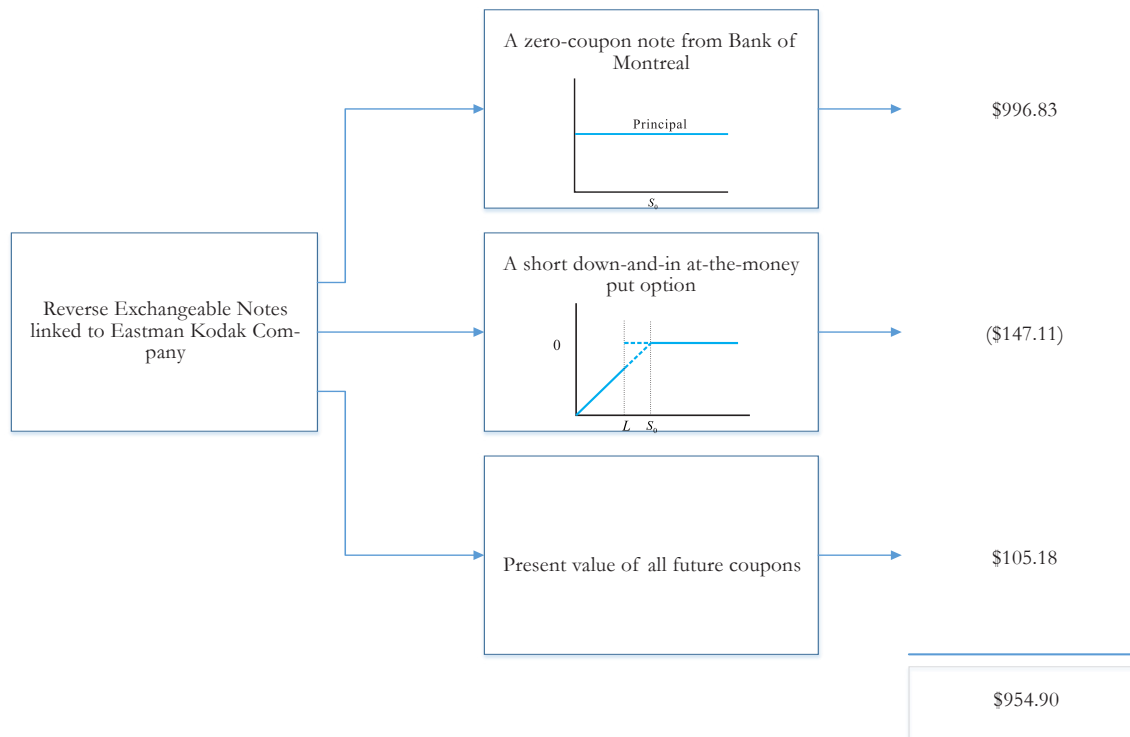 A zero-coupon note from Bank of
Montreal
Principal
S₀
$996.83
Reverse Exchangeable Notes
linked to Eastman Kodak Com-
pany
A short down-and-in at-the-money
put option
0
L S₀
($147.11)
Present value of all future coupons
$105.18
$954.90